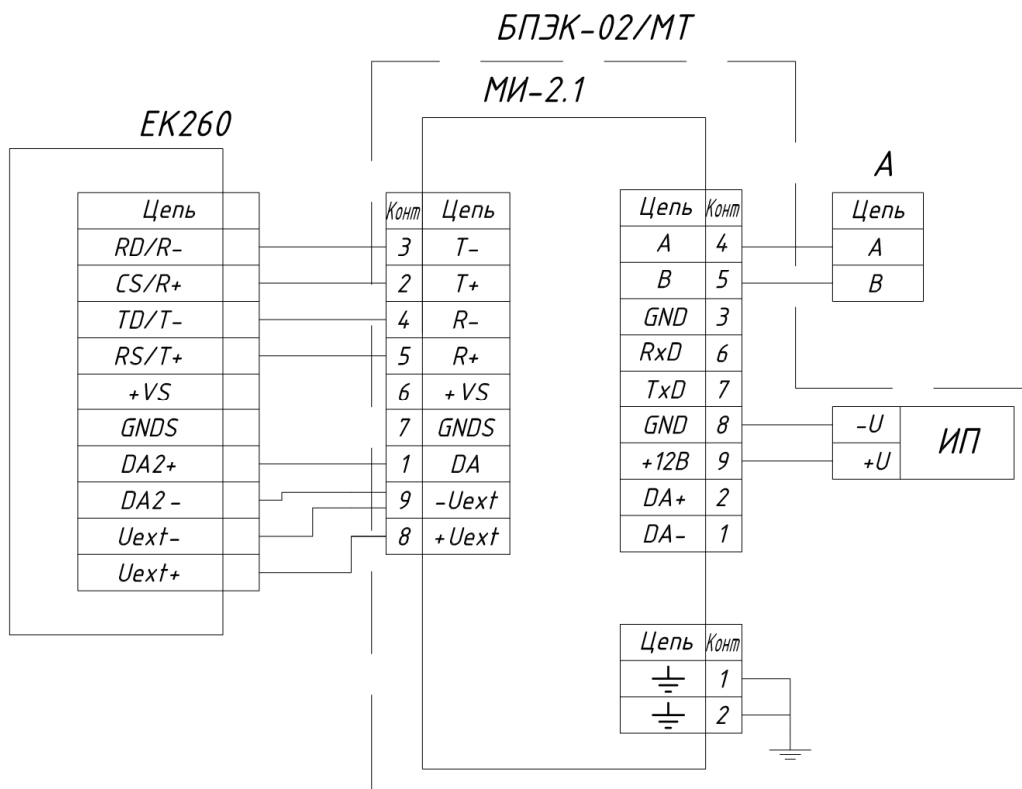 БПЭК-02/МТ
МИ-2.1
ЕК260
А
Цепь
RD/R-
CS/R+
TD/T-
RS/T+
+VS
GNDS
DA2+
DA2-
Uext-
Uext+
Конт Цепь
3 T-
2 T+
4 R-
5 R+
6 +VS
7 GNDS
1 DA
9 -Uext
8 +Uext
Цепь Конт
A 4
B 5
GND 3
RxD 6
TxD 7
GND 8
+12В 9
DA+ 2
DA- 1
Цепь
A
B
-U
+U
ИП
Цепь Конт
1
2